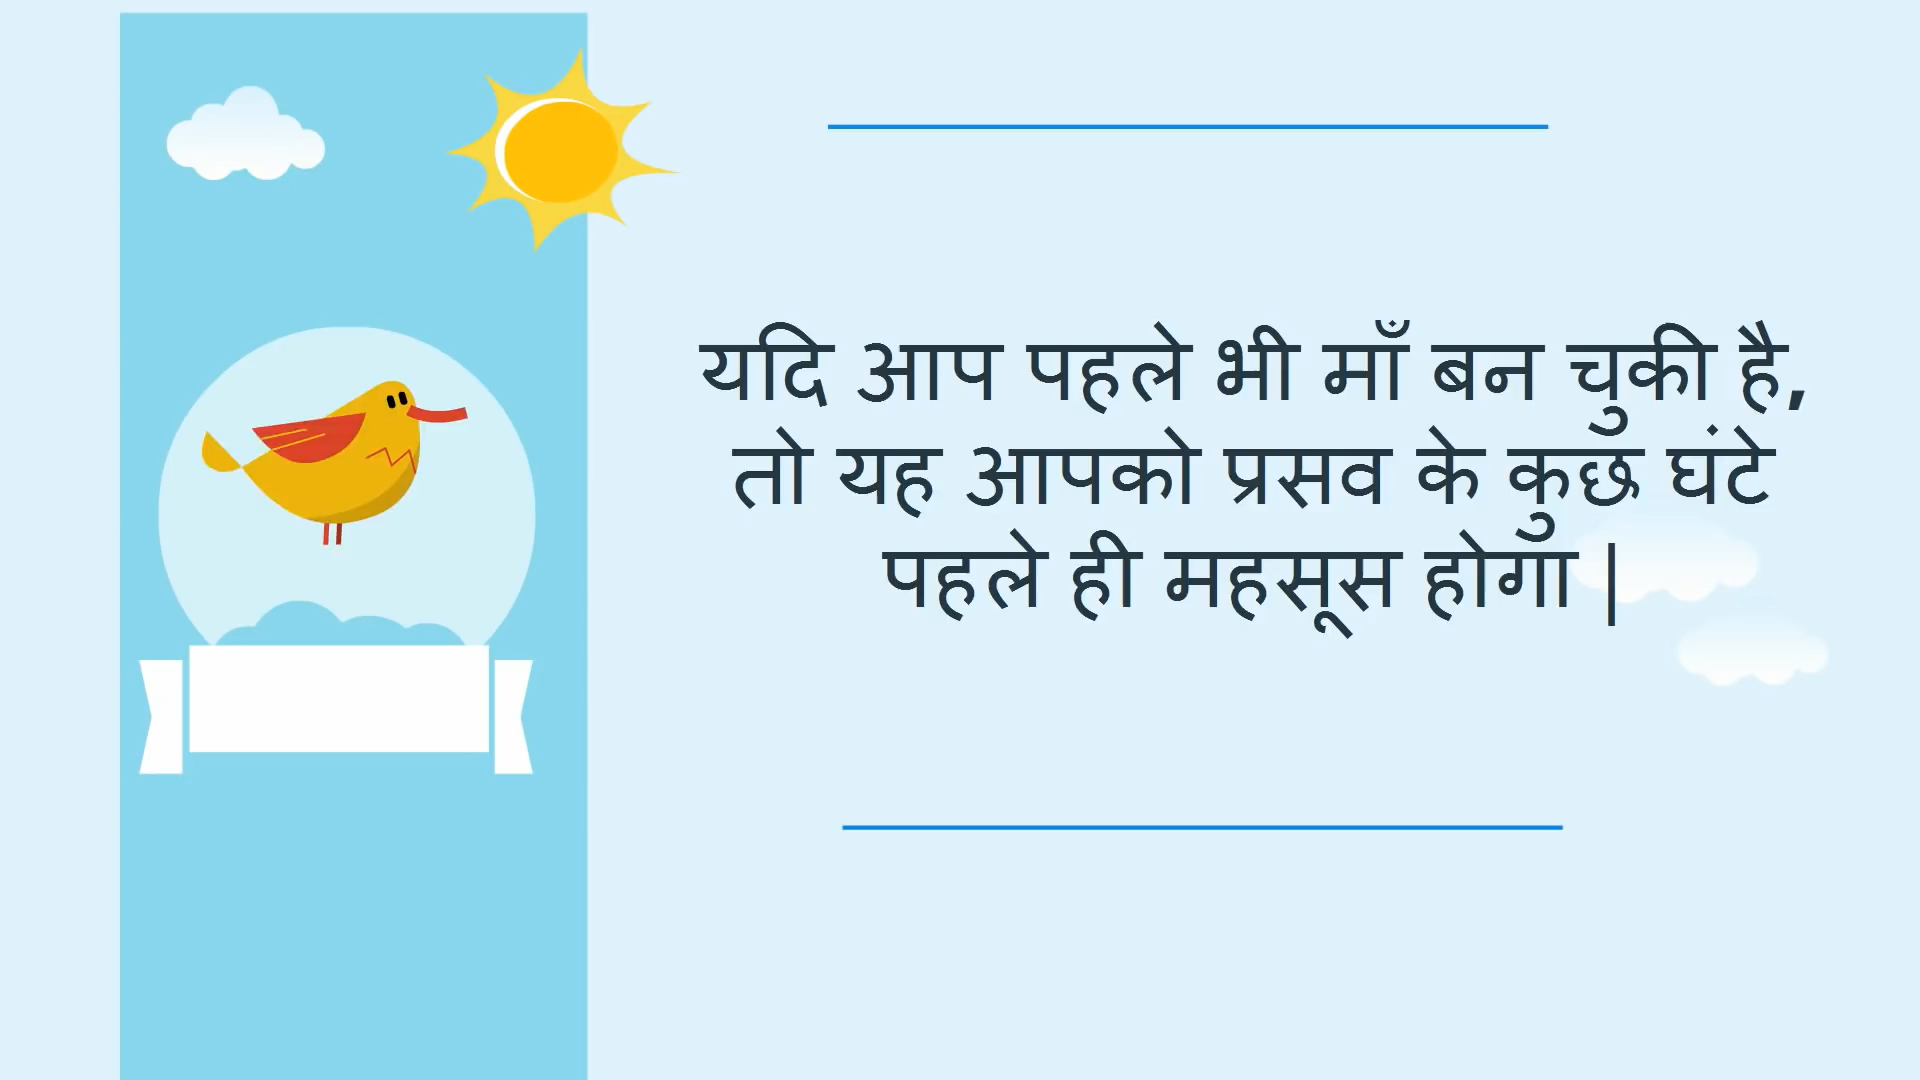 यदि आप पहले भी माँ बन चुकी है,
तो यह आपको प्रसव के कुछ घंटे
पहले ही महसूस होगा |